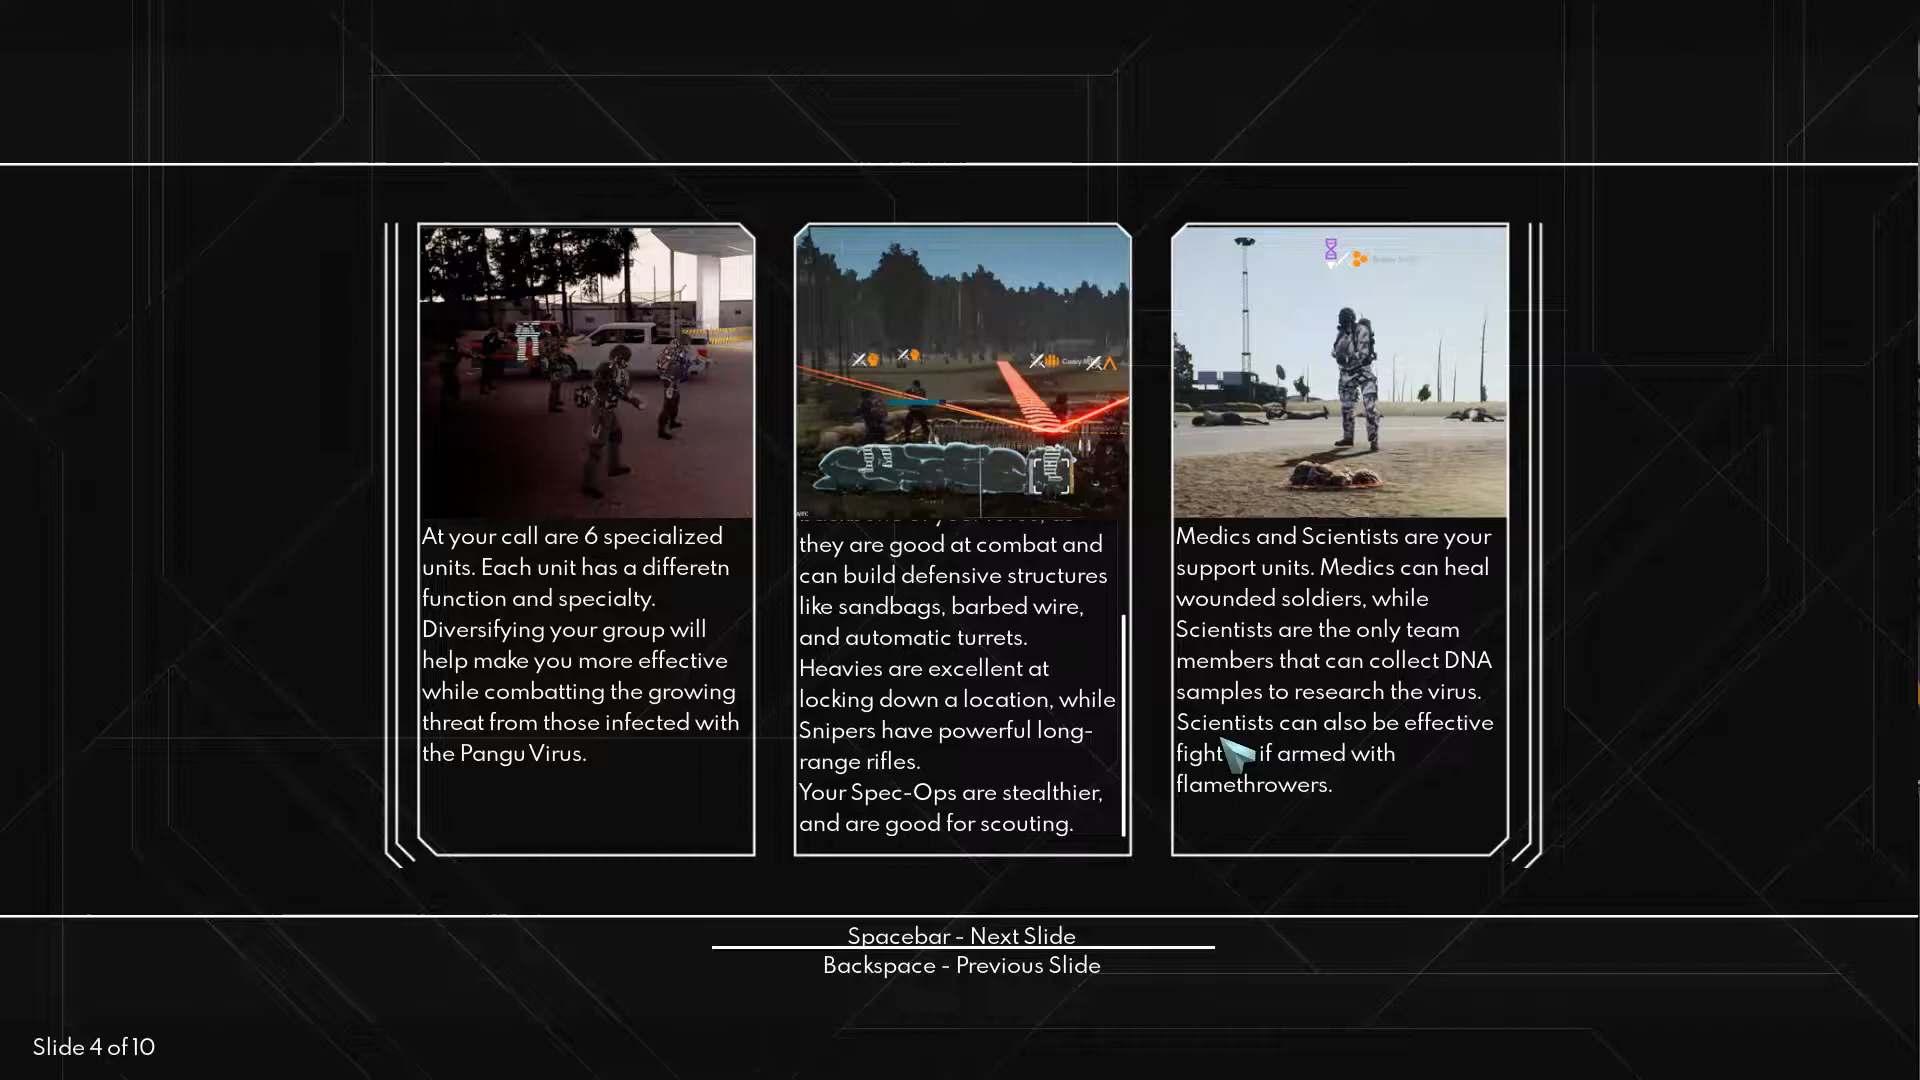 At your call are 6 specialized
units. Each unit has a differetn
function and specialty.
Diversifying your group will
help make you more effective
while combatting the growing
threat from those infected with
the Pangu Virus.
they are good at combat and
can build defensive structures
like sandbags, barbed wire,
and automatic turrets.
Heavies are excellent at
locking down a location, while
Snipers have powerful long-
range rifles.
Your Spec-Ops are stealthier,
and are good for scouting.
Medics and Scientists are your
support units. Medics can heal
wounded soldiers, while
Scientists are the only team
members that can collect DNA
samples to research the virus.
Scientists can also be effective
if armed with
flamethrowers.
Spacebar - Next Slide
Backspace - Previous Slide
Slide 4 of 10